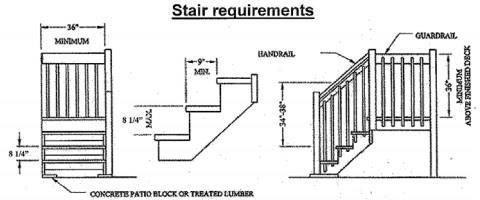 Stair requirements
36"
MINIMUM
8 1/4"
CONCRETE PATIO BLOCK OR TREATED LUMBER
9"
MIN.
8 1/4"
MAX.
HANDRAIL
GUARDRAIL
34"-38"
36"
MINIMUM
ABOVE FINISHED DECK